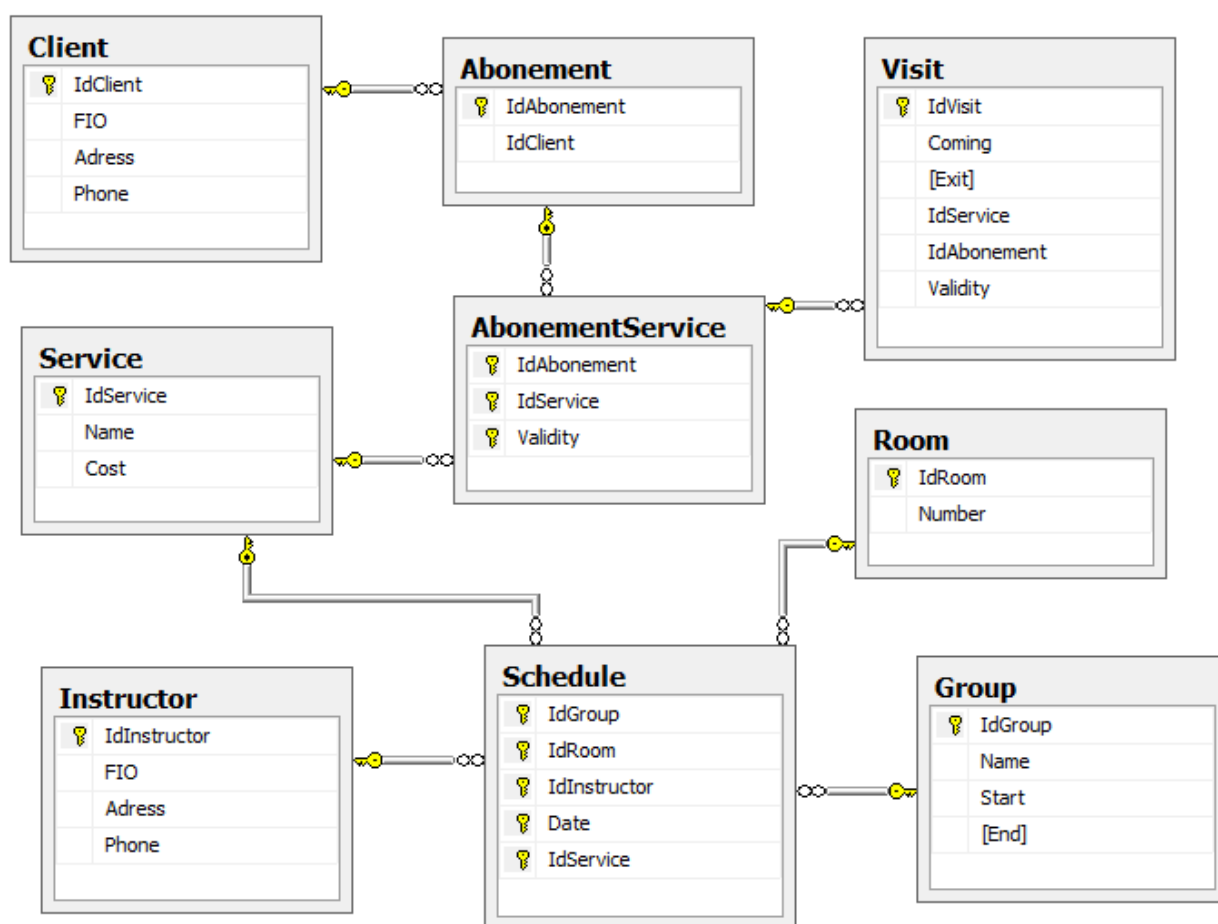 Client
IdClient
FIO
Adress
Phone
Abonement
IdAbonement
IdClient
Visit
IdVisit
Coming
[Exit]
IdService
IdAbonement
Validity
Service
IdService
Name
Cost
AbonementService
IdAbonement
IdService
Validity
Room
IdRoom
Number
Instructor
IdInstructor
FIO
Adress
Phone
Schedule
IdGroup
IdRoom
IdInstructor
Date
IdService
Group
IdGroup
Name
Start
[End]